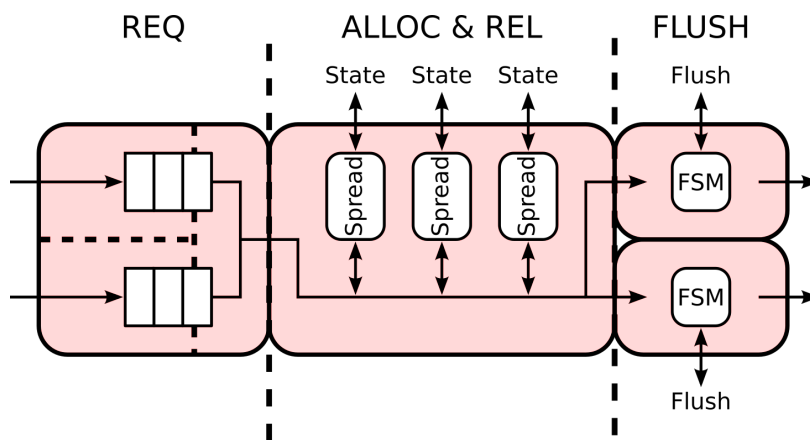 REQ
ALLOC & REL
FLUSH
State
State
State
Flush
Spread
Spread
Spread
FSM
FSM
Flush